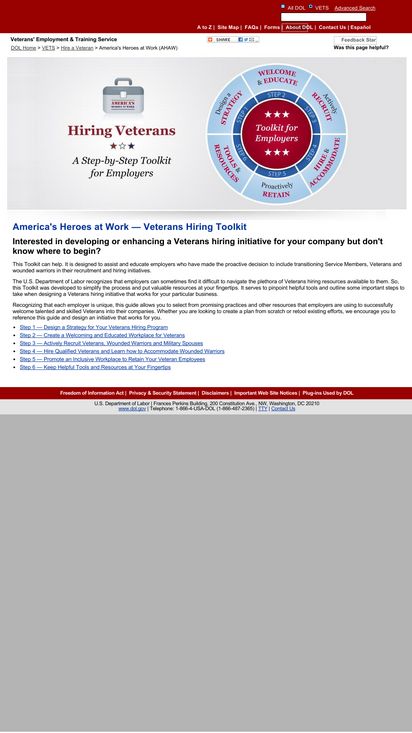 All DOL VETS Advanced Search
A to Z | Site Map | FAQs | Forms | About DOL | Contact Us | Español
Veterans' Employment & Training Service
SHARE
Feedback
DOL Home > VETS > Hire a Veteran > America's Heroes at Work (AHAW)
Was this page helpful?
AMERICA'S
Hiring Veterans
A Step-by-Step Toolkit
for Employers
Design a STRATEGY
WELCOME & EDUCATE
Actively RECRUIT
HIRE & ACCOMMODATE
Proactively RETAIN
TOOLS & RESOURCES
STEP 2
STEP 4
STEP 5
Toolkit for
Employers
America's Heroes at Work — Veterans Hiring Toolkit
Interested in developing or enhancing a Veterans hiring initiative for your company but don't
know where to begin?
This Toolkit can help. It is designed to assist and educate employers who have made the proactive decision to include transitioning Service Members, Veterans and
wounded warriors in their recruitment and hiring initiatives.
The U.S. Department of Labor recognizes that employers can sometimes find it difficult to navigate the plethora of Veterans hiring resources available to them. So,
this Toolkit was developed to simplify the process and put valuable resources at your fingertips. It serves to pinpoint helpful tools and outline some important steps to
take when designing a Veterans hiring initiative that works for your particular business.
Recognizing that each employer is unique, this guide allows you to select from promising practices and other resources that employers are using to successfully
welcome talented and skilled Veterans into their companies. Whether you are looking to create a plan from scratch or retool existing efforts, we encourage you to
reference this guide and design an initiative that works for you.
• Step 1 — Design a Strategy for Your Veterans Hiring Program
• Step 2 — Create a Welcoming and Educated Workplace for Veterans
• Step 3 — Actively Recruit Veterans, Wounded Warriors and Military Spouses
• Step 4 — Hire Qualified Veterans and Learn how to Accommodate Wounded Warriors
• Step 5 — Promote an Inclusive Workplace to Retain Your Veteran Employees
• Step 6 — Keep Helpful Tools and Resources at Your Fingertips
Freedom of Information Act | Privacy & Security Statement | Disclaimers | Important Web Site Notices | Plug-ins Used by DOL
U.S. Department of Labor | Frances Perkins Building, 200 Constitution Ave., NW, Washington, DC 20210
www.dol.gov | Telephone: 1-866-4-USA-DOL (1-866-487-2365) | TTY | Contact Us